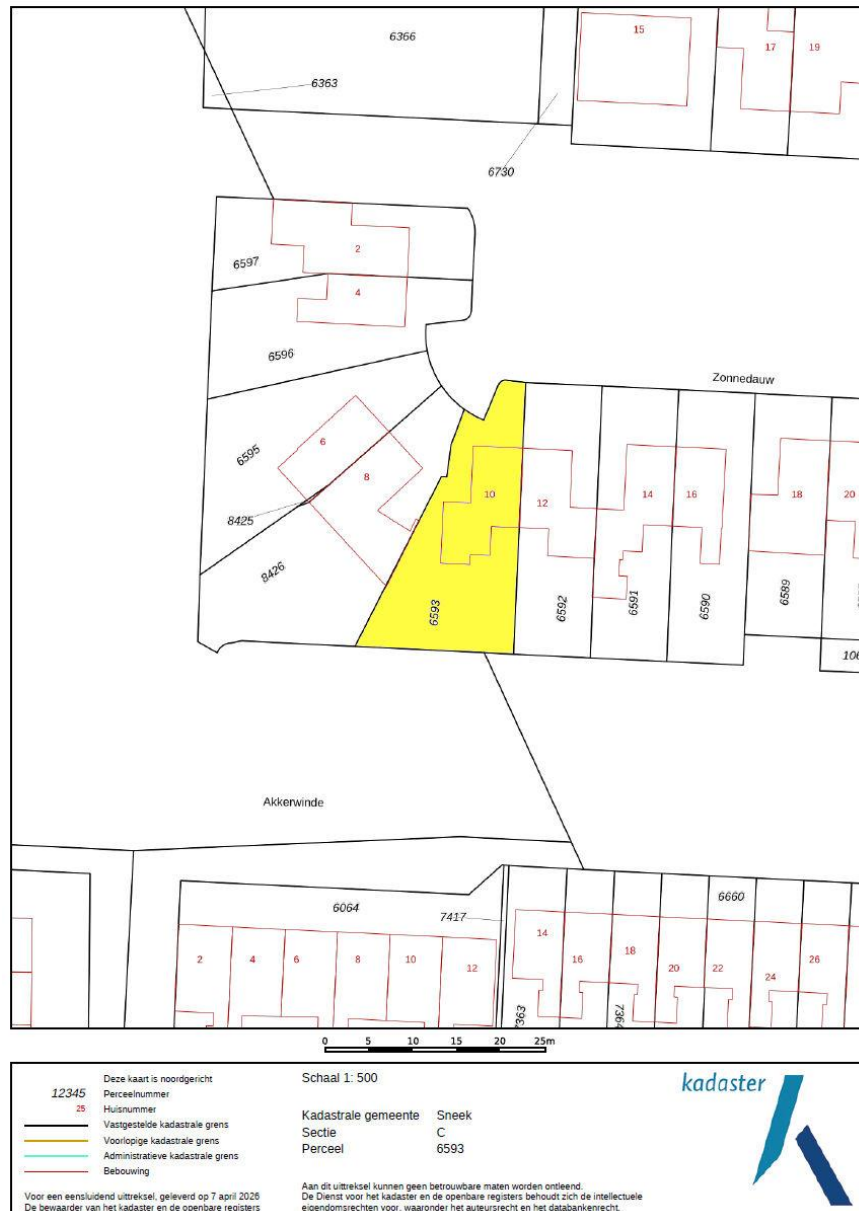 6366
15
17
19
6363
6730
2
6597
4
6596
Zonnedauw
6
6595
8
10
12
14
16
18
20
8425
8426
6593
6592
6591
6590
6589
106
Akkerwinde
6064
7417
6660
2
4
6
8
10
12
14
16
18
20
22
24
26
7363
7364
0 5 10 15 20 25m
Deze kaart is noordgericht
12345 Perceelnummer
25 Huisnummer
Vastgestelde kadastrale grens
Voorlopige kadastrale grens
Administratieve kadastrale grens
Bebouwing
Voor een eensluidend uittreksel, geleverd op 7 april 2026
De bewaarder van het kadaster en de openbare registers
Schaal 1: 500
Kadastrale gemeente Sneek
Sectie C
Perceel 6593
Aan dit uittreksel kunnen geen betrouwbare maten worden ontleend.
De Dienst voor het kadaster en de openbare registers behoudt zich de intellectuele
eigendomsrechten voor, waaronder het auteursrecht en het databankenrecht.
kadaster